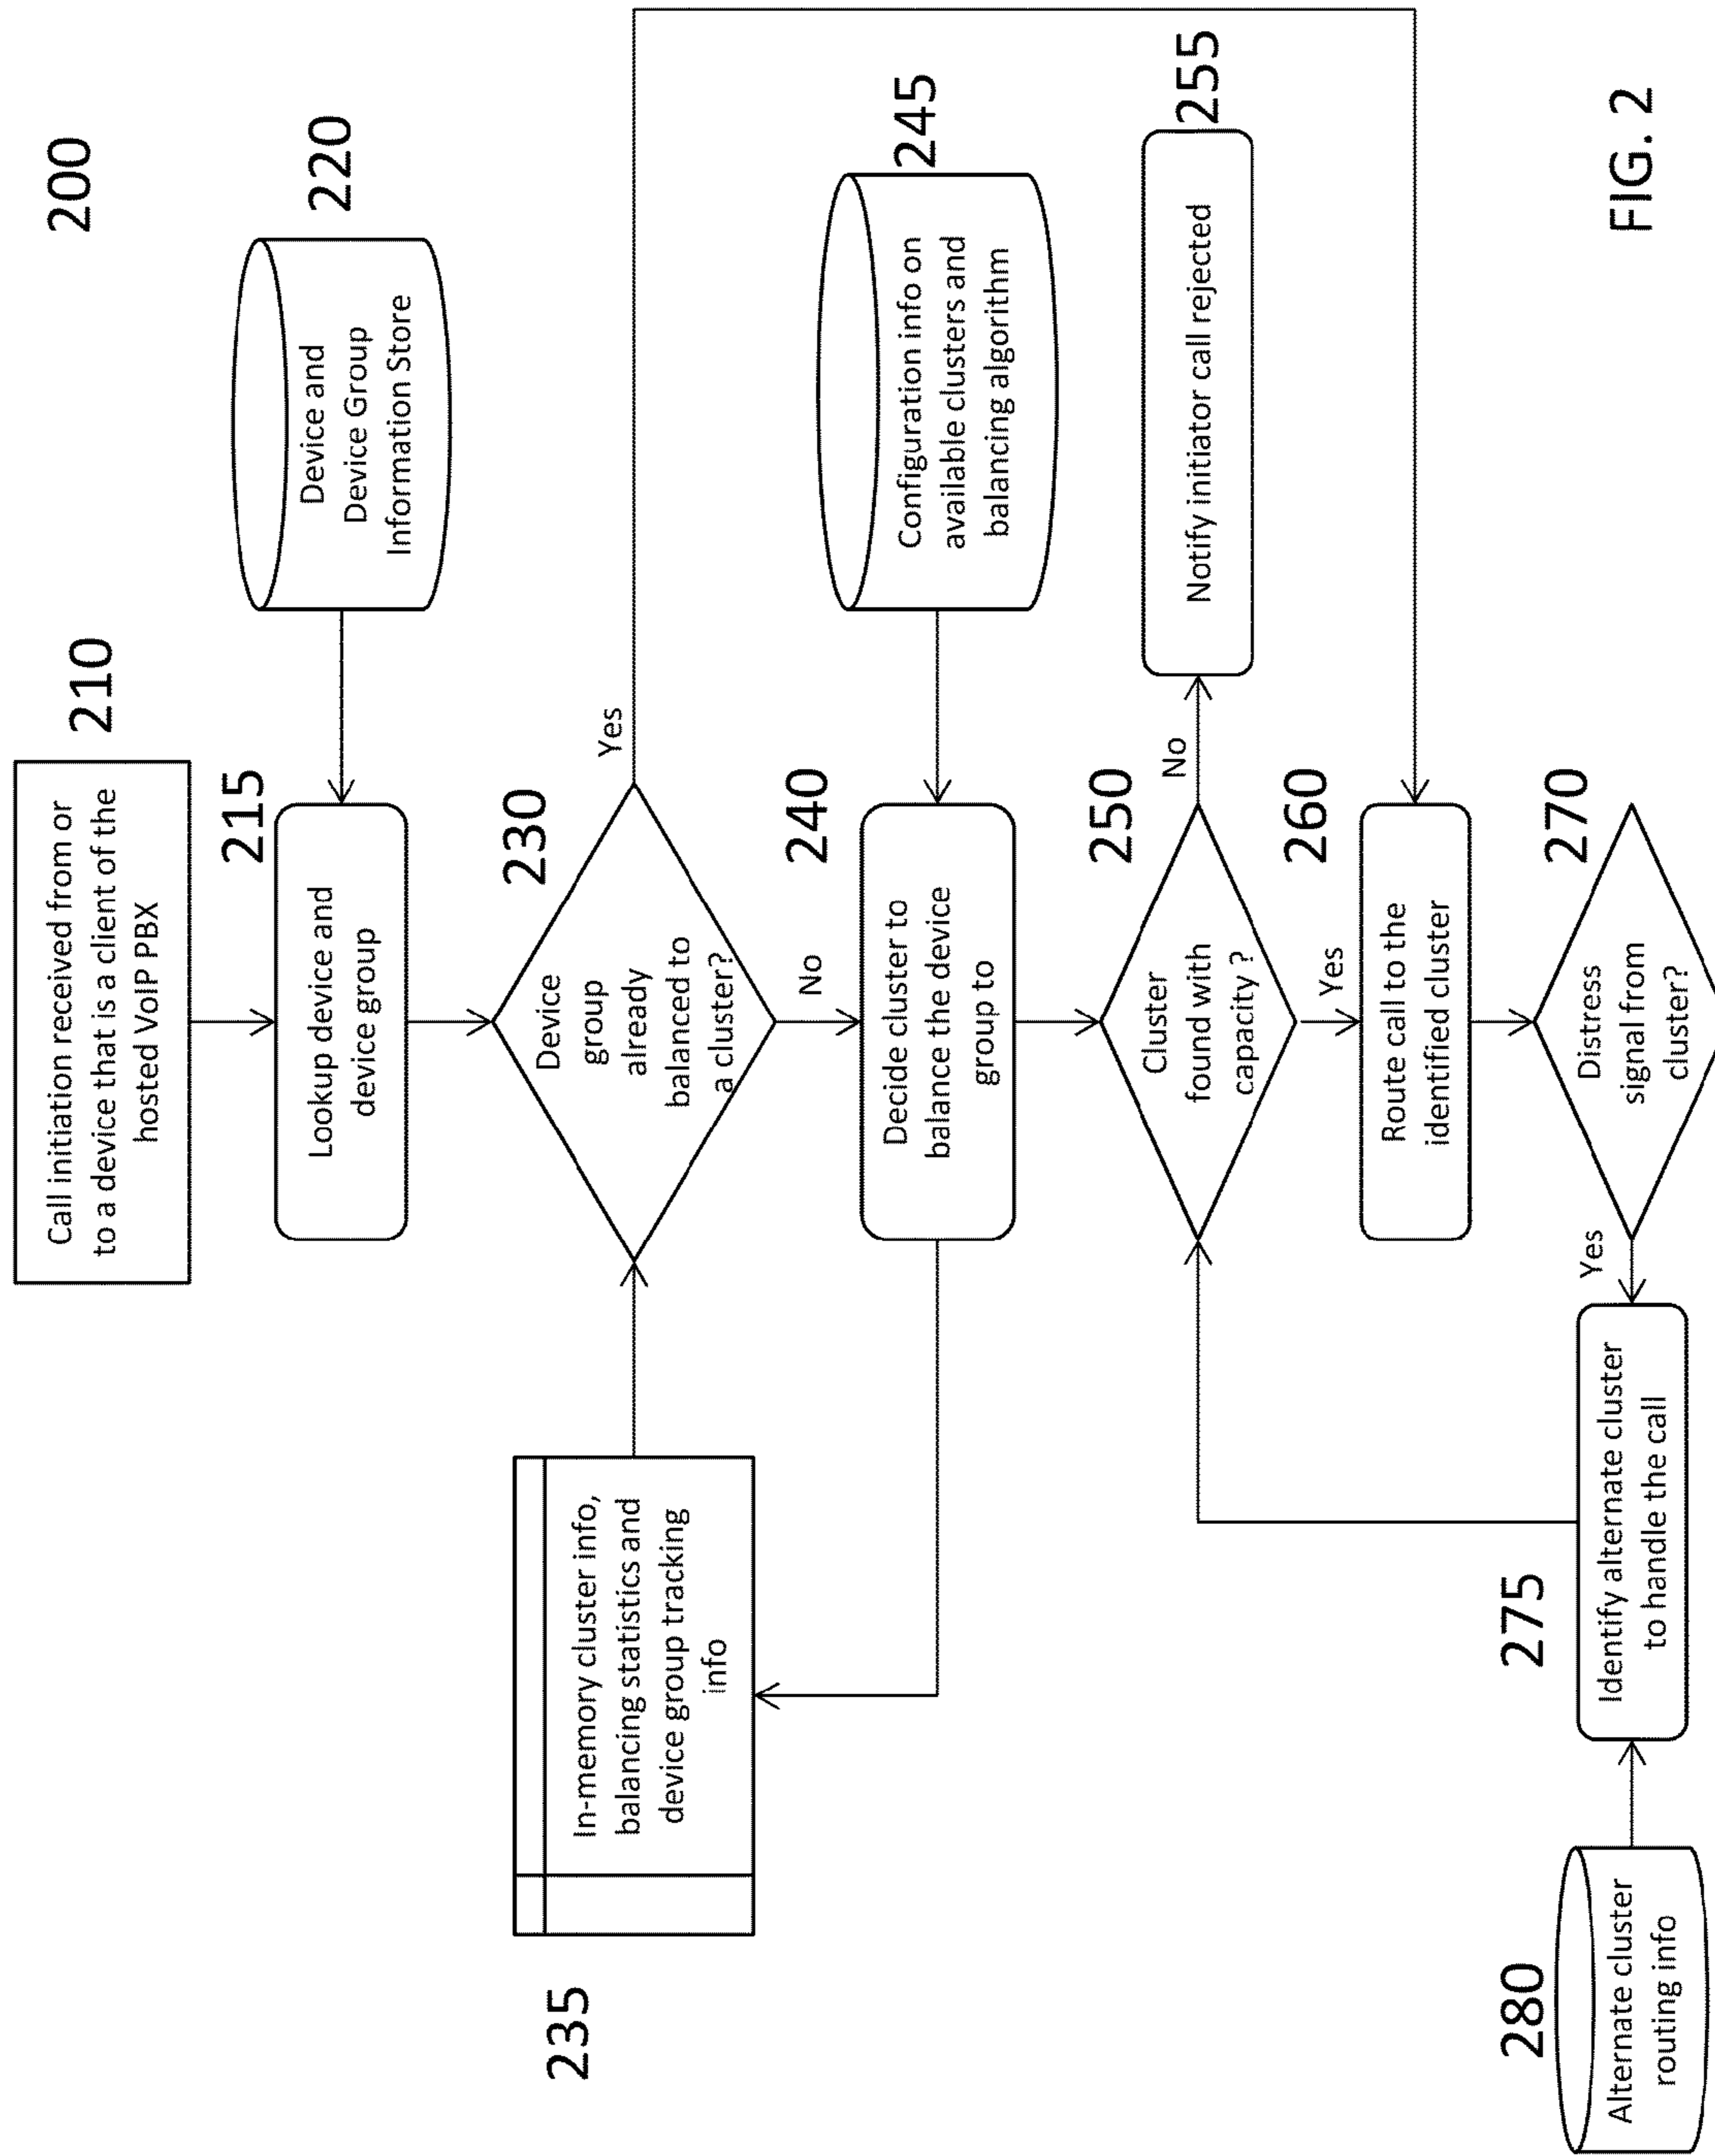 200
210
Call initiation received from or
to a device that is a client of the
hosted VoIP PBX
215
Lookup device and
device group
220
Device and
Device Group
Information Store
230
Device
group
already
balanced to
a cluster?
Yes
No
235
In-memory cluster info,
balancing statistics and
device group tracking
info
240
Decide cluster to
balance the device
group to
245
Configuration info on
available clusters and
balancing algorithm
250
Cluster
found with
capacity ?
No
Yes
255
Notify initiator call rejected
260
Route call to the
identified cluster
270
Distress
signal from
cluster?
Yes
275
Identify alternate cluster
to handle the call
280
Alternate cluster
routing info
FIG. 2